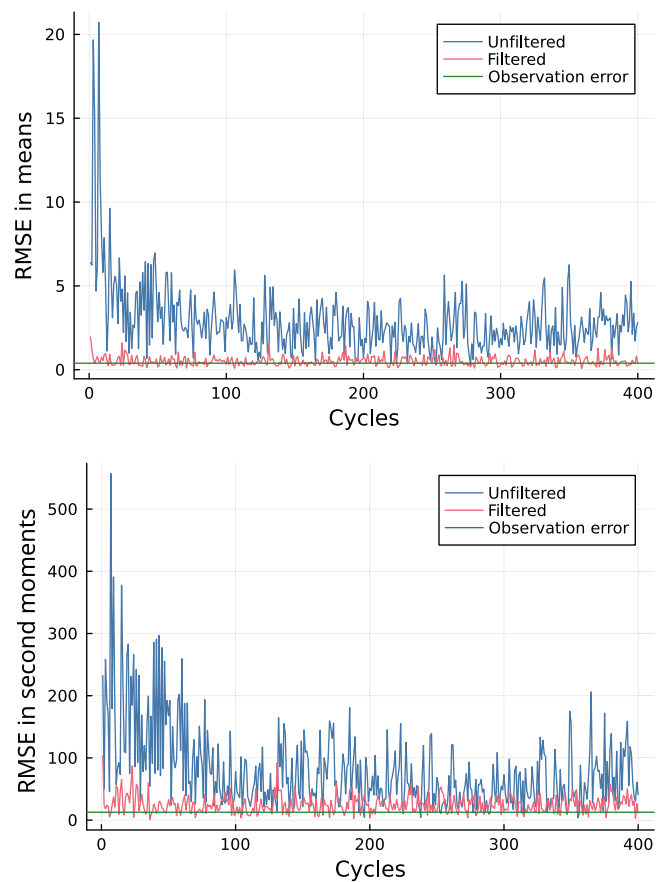 RMSE in means
20
15
10
5
0
Unfiltered
Filtered
Observation error
0 100 200 300 400
Cycles
RMSE in second moments
500
400
300
200
100
0
Unfiltered
Filtered
Observation error
0 100 200 300 400
Cycles